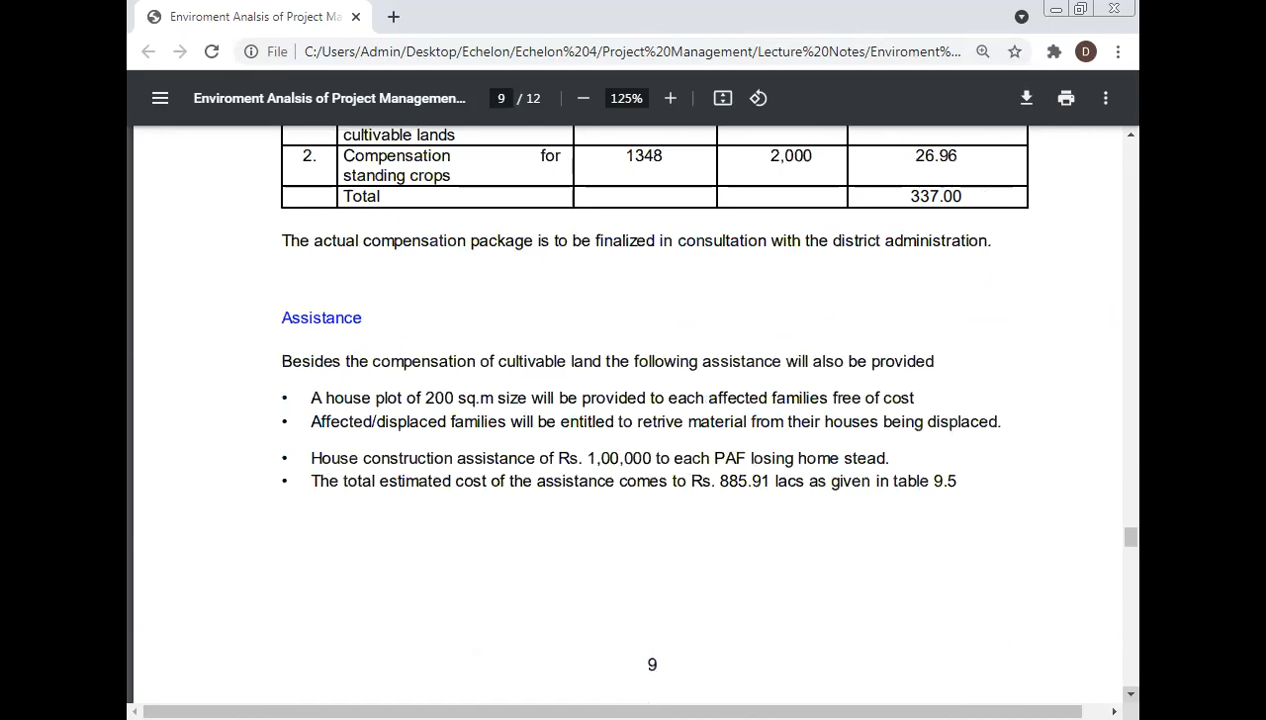 Enviroment Analsis of Project Ma
File C:/Users/Admin/Desktop/Echelon/Echelon%204/Project%20Management/Lecture%20Notes/Enviroment%... D
Enviroment Analsis of Project Managemen... 9 / 12 125%
cultivable lands
2. Compensation for 1348 2,000 26.96
standing crops
Total 337.00
The actual compensation package is to be finalized in consultation with the district administration.
Assistance
Besides the compensation of cultivable land the following assistance will also be provided
• A house plot of 200 sq.m size will be provided to each affected families free of cost
• Affected/displaced families will be entitled to retrive material from their houses being displaced.
• House construction assistance of Rs. 1,00,000 to each PAF losing home stead.
• The total estimated cost of the assistance comes to Rs. 885.91 lacs as given in table 9.5
9